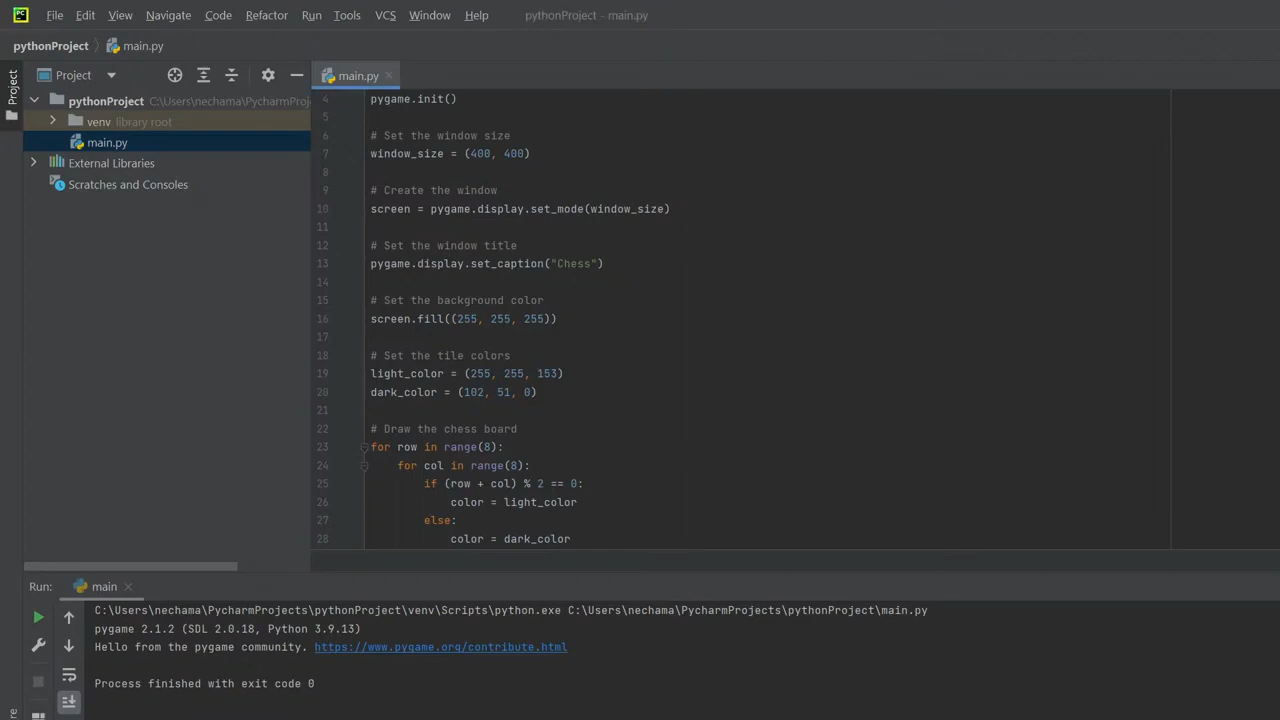 PC File Edit View Navigate Code Refactor Run Tools VCS Window Help pythonProject - main.py
pythonProject main.py
Project
Project main.py
pythonProject C:\Users\nechama\PycharmProj
venv library root
main.py
External Libraries
Scratches and Consoles
4 pygame.init()
5
6 # Set the window size
7 window_size = (400, 400)
8
9 # Create the window
10 screen = pygame.display.set_mode(window_size)
11
12 # Set the window title
13 pygame.display.set_caption("Chess")
14
15 # Set the background color
16 screen.fill((255, 255, 255))
17
18 # Set the tile colors
19 light_color = (255, 255, 153)
20 dark_color = (102, 51, 0)
21
22 # Draw the chess board
23 for row in range(8):
24 for col in range(8):
25 if (row + col) % 2 == 0:
26 color = light_color
27 else:
28 color = dark_color
Run: main
C:\Users\nechama\PycharmProjects\pythonProject\venv\Scripts\python.exe C:\Users\nechama\PycharmProjects\pythonProject\main.py
pygame 2.1.2 (SDL 2.0.18, Python 3.9.13)
Hello from the pygame community. https://www.pygame.org/contribute.html
Process finished with exit code 0